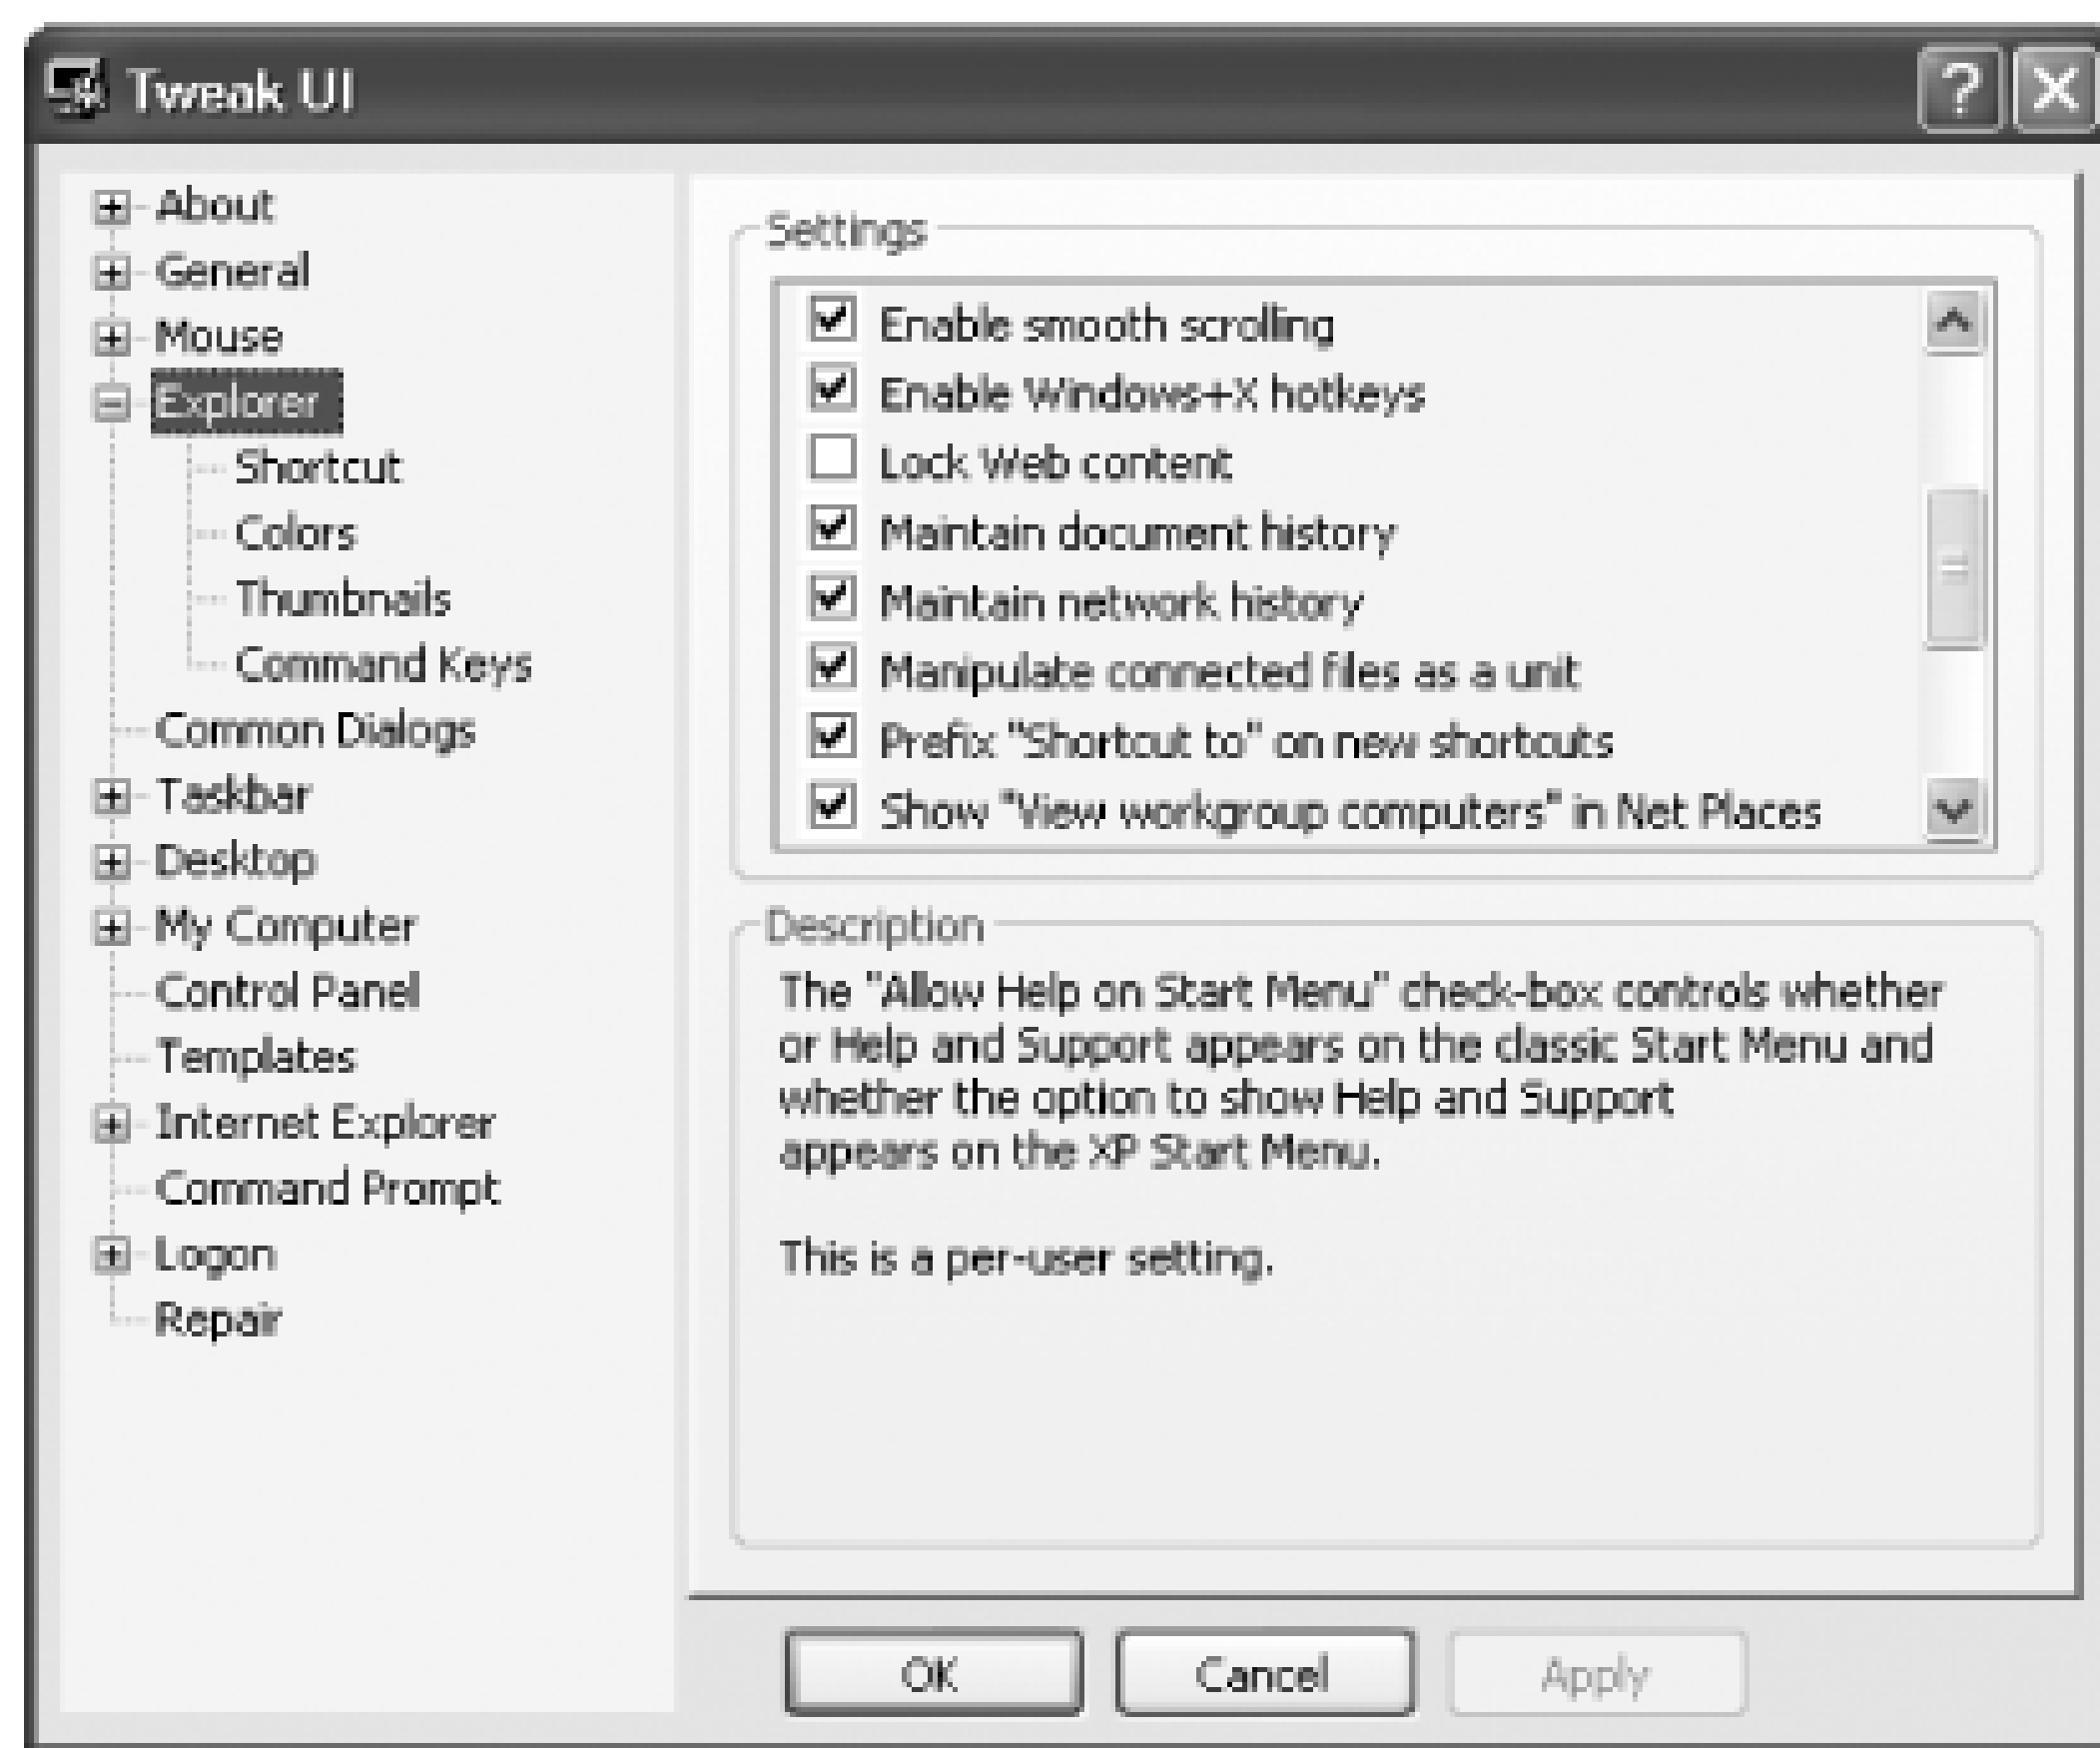 Tweak UI
About
General
Mouse
Explorer
Shortcut
Colors
Thumbnails
Command Keys
Common Dialogs
Taskbar
Desktop
My Computer
Control Panel
Templates
Internet Explorer
Command Prompt
Logon
Repair
Settings
Enable smooth scrolling
Enable Windows+X hotkeys
Lock Web content
Maintain document history
Maintain network history
Manipulate connected files as a unit
Prefix "Shortcut to" on new shortcuts
Show "View workgroup computers" in Net Places
Description
The "Allow Help on Start Menu" check-box controls whether
or Help and Support appears on the classic Start Menu and
whether the option to show Help and Support
appears on the XP Start Menu.
This is a per-user setting.
OK
Cancel
Apply